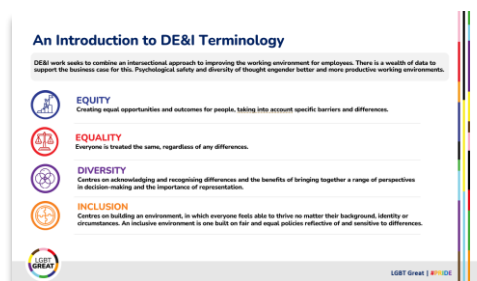 An Introduction to DE&I Terminology
DE&I work seeks to combine an intersectional approach to improving the working environment for employees. There is a wealth of data to
support the business case for this. Psychological safety and diversity of thought engender better and more productive working environments.
EQUITY
Creating equal opportunities and outcomes for people, taking into account specific barriers and differences.
EQUALITY
Everyone is treated the same, regardless of any differences.
DIVERSITY
Centres on acknowledging and recognising differences and the benefits of bringing together a range of perspectives
in decision-making and the importance of representation.
INCLUSION
Centres on building an environment, in which everyone feels able to thrive no matter their background, identity or
circumstances. An inclusive environment is one built on fair and equal policies reflective of and sensitive to differences.
LGBT
GREAT
LGBT Great | #PRIDE